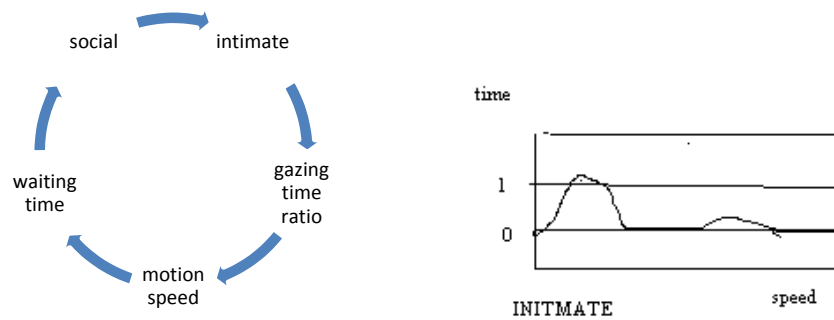 social
intimate
gazing
time
ratio
motion
speed
waiting
time
time
1
0
INITMATE
speed